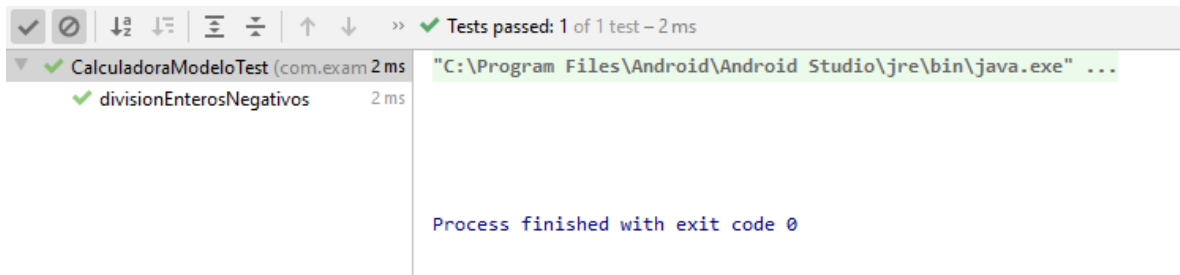 » Tests passed: 1 of 1 test – 2 ms
CalculadoraModeloTest (com.exam 2 ms
divisionEnterosNegativos 2 ms
"C:\Program Files\Android\Android Studio\jre\bin\java.exe" ...
Process finished with exit code 0